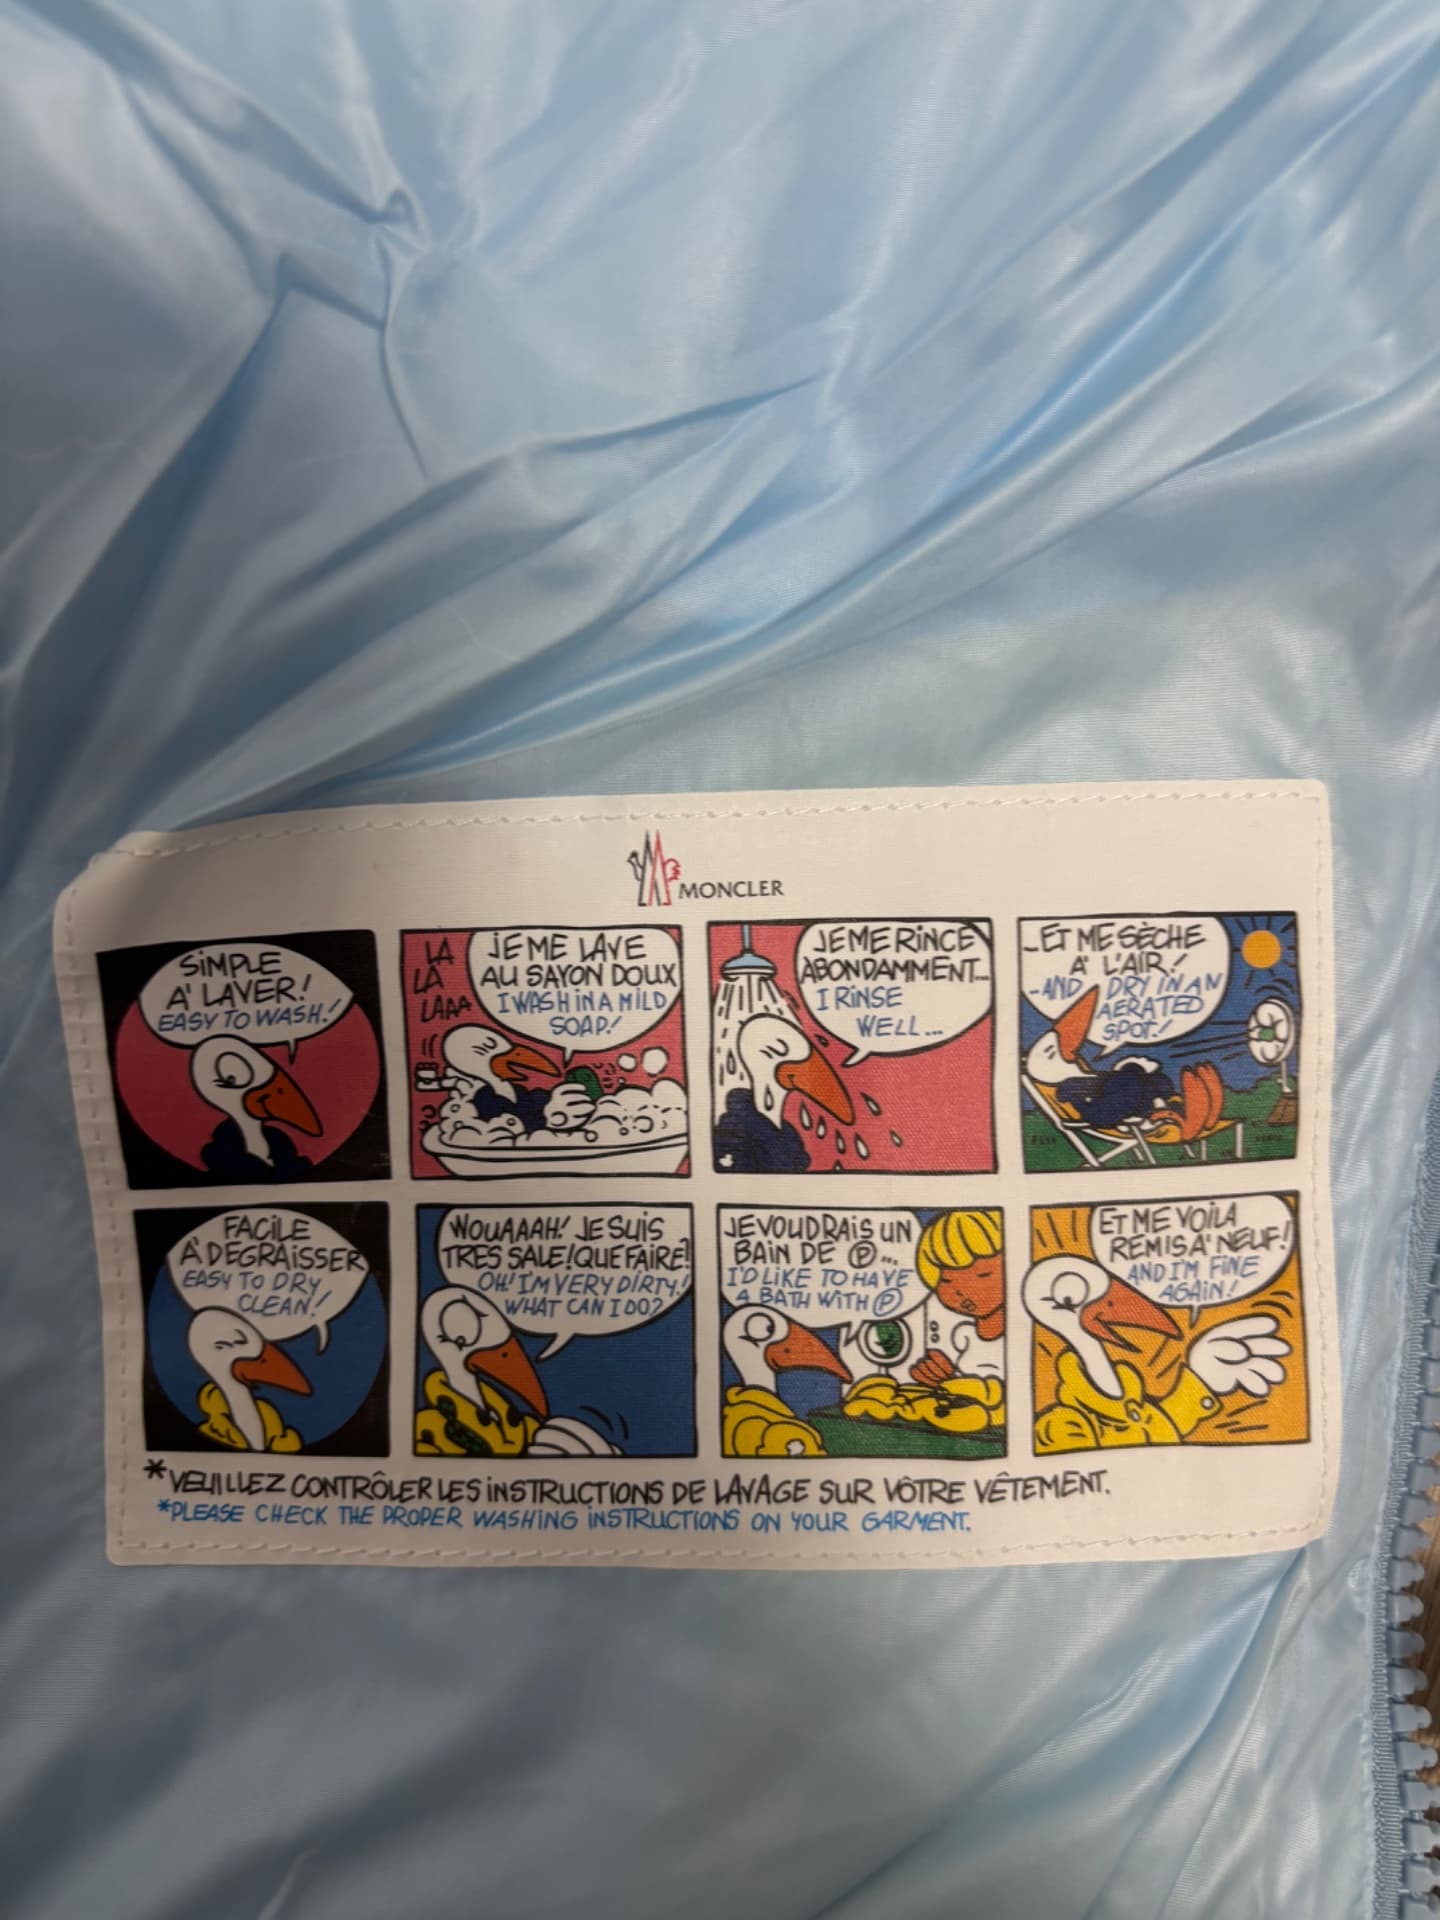 MONCLER
SIMPLE
A' LAVER!
EASY TO WASH!
LA
LA
LAAA
JE ME LAVE
AU SAVON DOUX
I WASH IN A MILD
SOAP!
JE ME RINCE
ABONDAMMENT...
I RINSE
WELL...
...ET ME SÈCHE
A' L'AIR!
-AND DRY IN AN
AERATED
SPOT!
FACILE
A' DEGRAISSER
EASY TO DRY
CLEAN!
WOUAAAH! JE SUIS
TRES SALE! QUE FAIRE?
OH! I'M VERY DIRTY!
WHAT CAN I DO?
JE VOUDRAIS UN
BAIN DE Ⓟ...
I'D LIKE TO HAVE
A BATH WITH Ⓟ
ET ME VOILA
REMIS A' NEUF!
AND I'M FINE
AGAIN!
*VEUILLEZ CONTRÔLER LES INSTRUCTIONS DE LAVAGE SUR VÔTRE VÊTEMENT.
*PLEASE CHECK THE PROPER WASHING INSTRUCTIONS ON YOUR GARMENT.